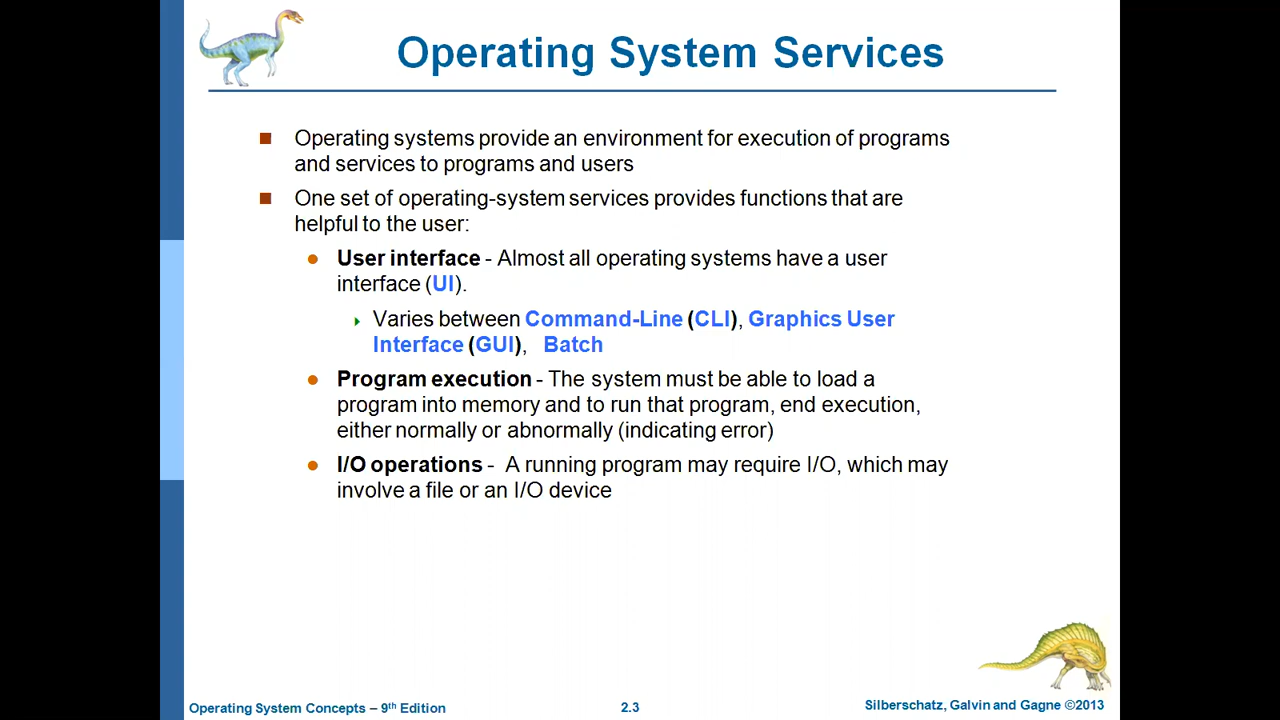 Operating System Services
Operating systems provide an environment for execution of programs
and services to programs and users
One set of operating-system services provides functions that are
helpful to the user:
User interface - Almost all operating systems have a user
interface (UI).
Varies between Command-Line (CLI), Graphics User
Interface (GUI), Batch
Program execution - The system must be able to load a
program into memory and to run that program, end execution,
either normally or abnormally (indicating error)
I/O operations - A running program may require I/O, which may
involve a file or an I/O device
Operating System Concepts – 9th Edition
2.3
Silberschatz, Galvin and Gagne ©2013